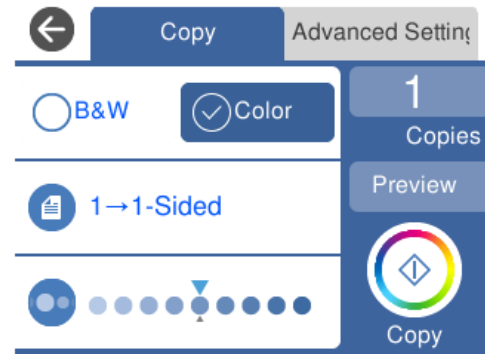 Copy
Advanced Setting
B&W
Color
1
Copies
1→1-Sided
Preview
Copy